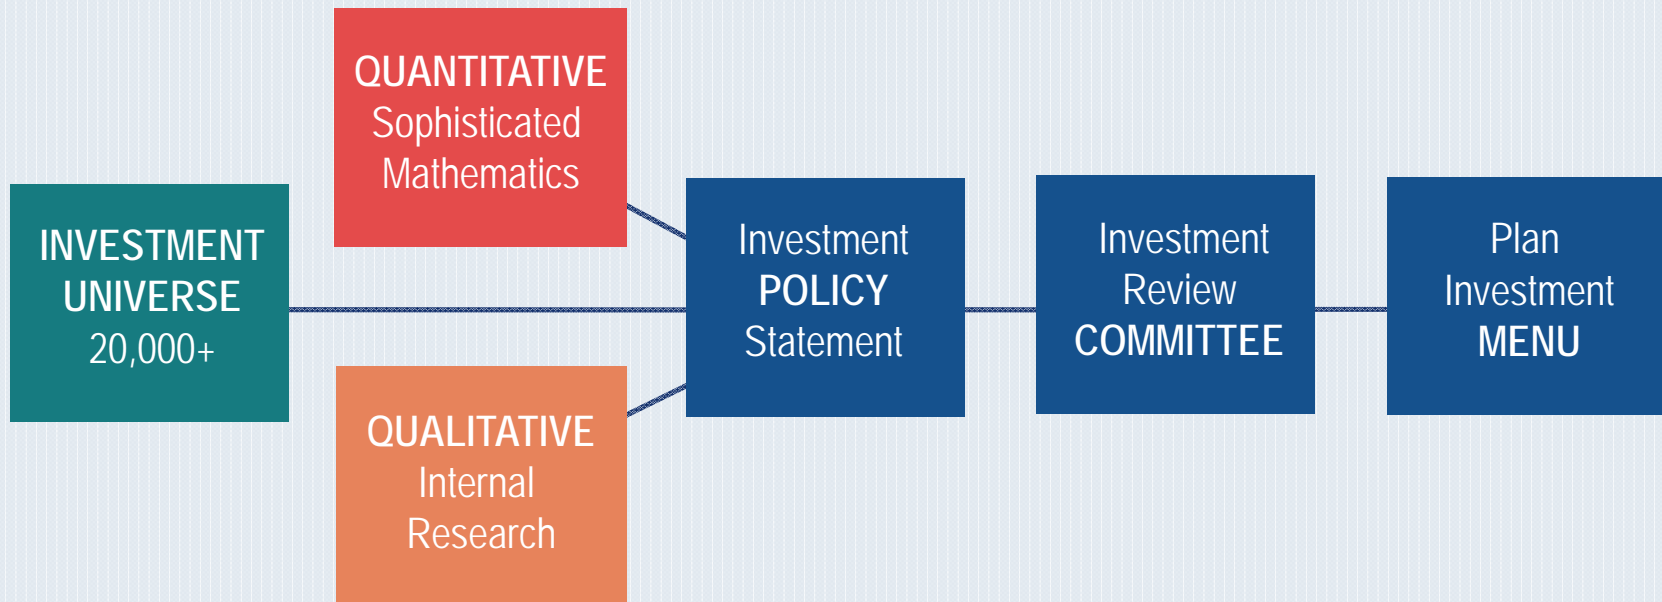 INVESTMENT
UNIVERSE
20,000+
QUANTITATIVE
Sophisticated
Mathematics
QUALITATIVE
Internal
Research
Investment
POLICY
Statement
Investment
Review
COMMITTEE
Plan
Investment
MENU